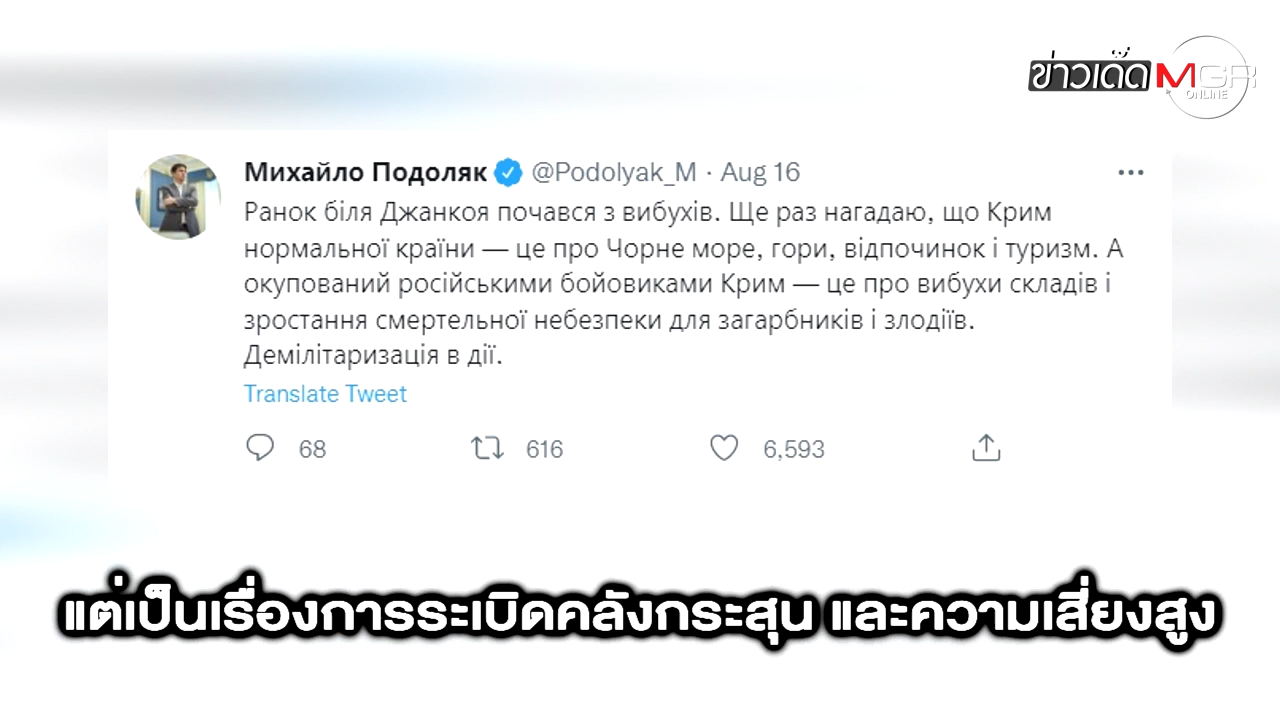 ข่าวเด็ด MGR
ONLINE
Михайло Подоляк @Podolyak_M · Aug 16
Ранок біля Джанкоя почався з вибухів. Ще раз нагадаю, що Крим
нормальної країни — це про Чорне море, гори, відпочинок і туризм. А
окупований російськими бойовиками Крим — це про вибухи складів і
зростання смертельної небезпеки для загарбників і злодіїв.
Демілітаризація в дії.
Translate Tweet
68 616 6,593
แต่เป็นเรื่องการระเบิดคลังกระสุน และความเสี่ยงสูง